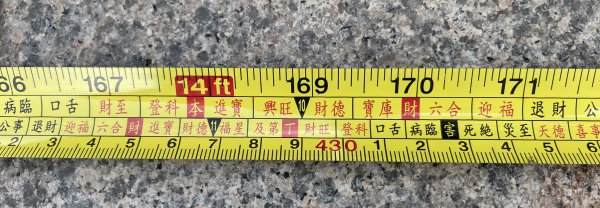 66 167 14ft 169 170 171
病臨 口舌 財至 登科 本 進寶 興旺 10 財德 寶庫 財 六合 迎福 退財 公
公事 退財 迎福 六合 財 進寶 財德 11 福星 及第 丁 財旺 登科 口舌 病臨 害 死絶 災至 天德 喜事
2 3 4 5 6 7 8 9 430 1 2 3 4 5 6